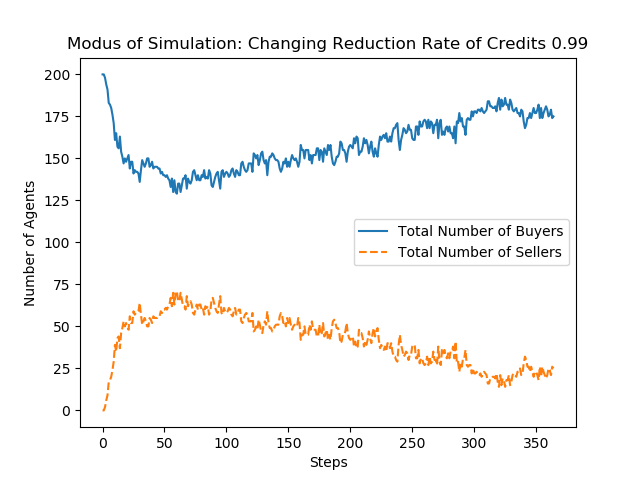 Modus of Simulation: Changing Reduction Rate of Credits 0.99
200
175
150
125
100
75
50
25
0
Number of Agents
Total Number of Buyers
Total Number of Sellers
0 50 100 150 200 250 300 350
Steps